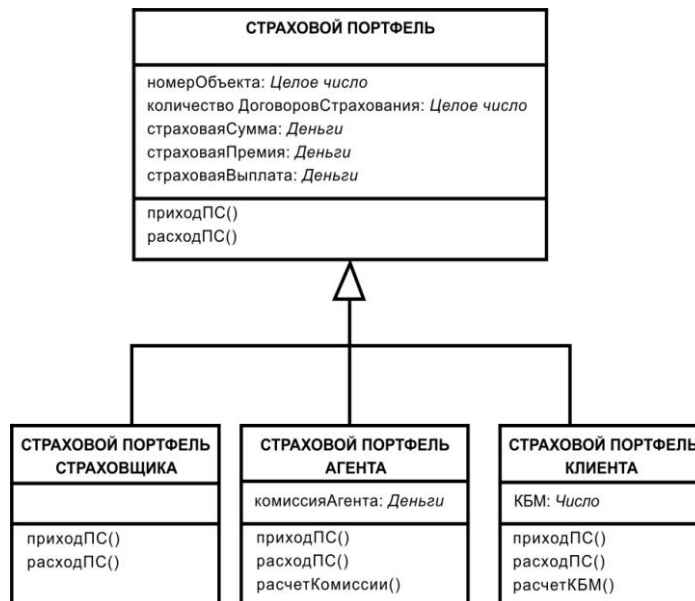 СТРАХОВОЙ ПОРТФЕЛЬ
номерОбъекта: Целое число
количество ДоговоровСтрахования: Целое число
страховаяСумма: Деньги
страховаяПремия: Деньги
страховаяВыплата: Деньги
приходПС()
расходПС()
СТРАХОВОЙ ПОРТФЕЛЬ
СТРАХОВЩИКА
приходПС()
расходПС()
СТРАХОВОЙ ПОРТФЕЛЬ
АГЕНТА
комиссияАгента: Деньги
приходПС()
расходПС()
расчетКомиссии()
СТРАХОВОЙ ПОРТФЕЛЬ
КЛИЕНТА
КБМ: Число
приходПС()
расходПС()
расчетКБМ()